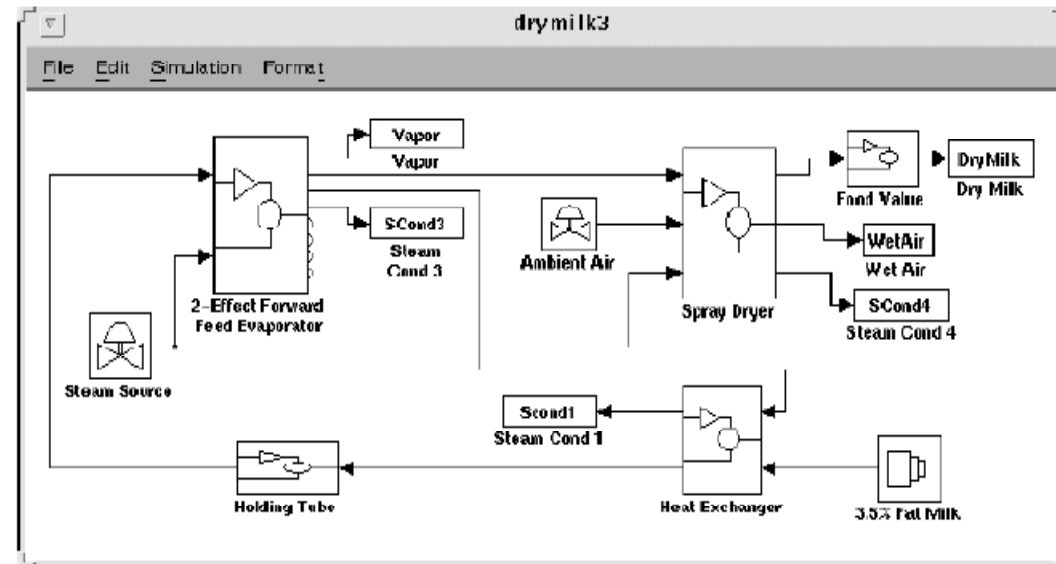 drymilk3
File Edit Simulation Format
Vapor
Vapor
SCond3
Steam
Cond 3
2-Effect Forward
Feed Evaporator
Steam Source
Ambient Air
Spray Dryer
Food Value
DryMilk
Dry Milk
WetAir
Wet Air
SCond4
Steam Cond 4
Scond1
Steam Cond 1
Holding Tube
Heat Exchanger
3.5% Fat Milk